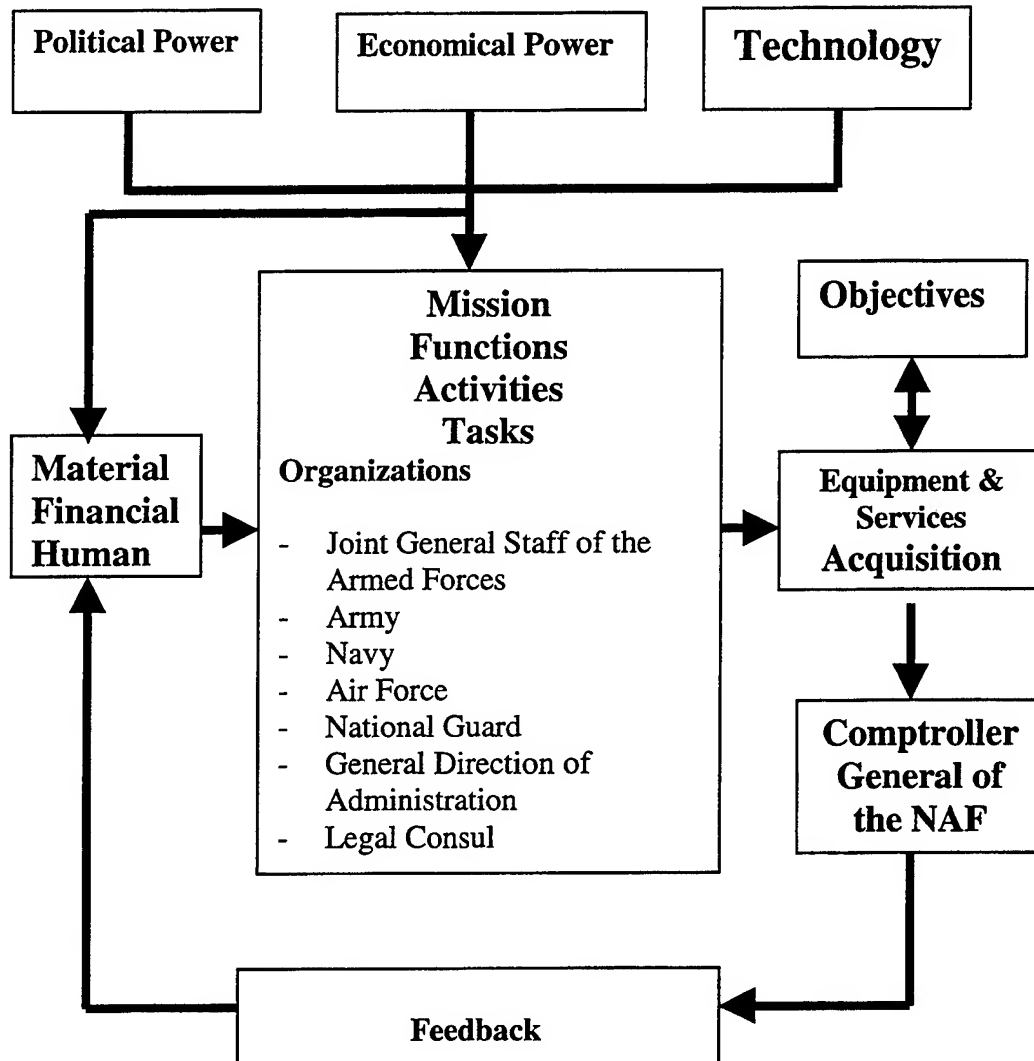 Political Power
Economical Power
Technology
Mission
Functions
Activities
Tasks
Organizations
- Joint General Staff of the
Armed Forces
- Army
- Navy
- Air Force
- National Guard
- General Direction of
Administration
- Legal Consul
Objectives
Material
Financial
Human
Equipment &
Services
Acquisition
Comptroller
General of
the NAF
Feedback